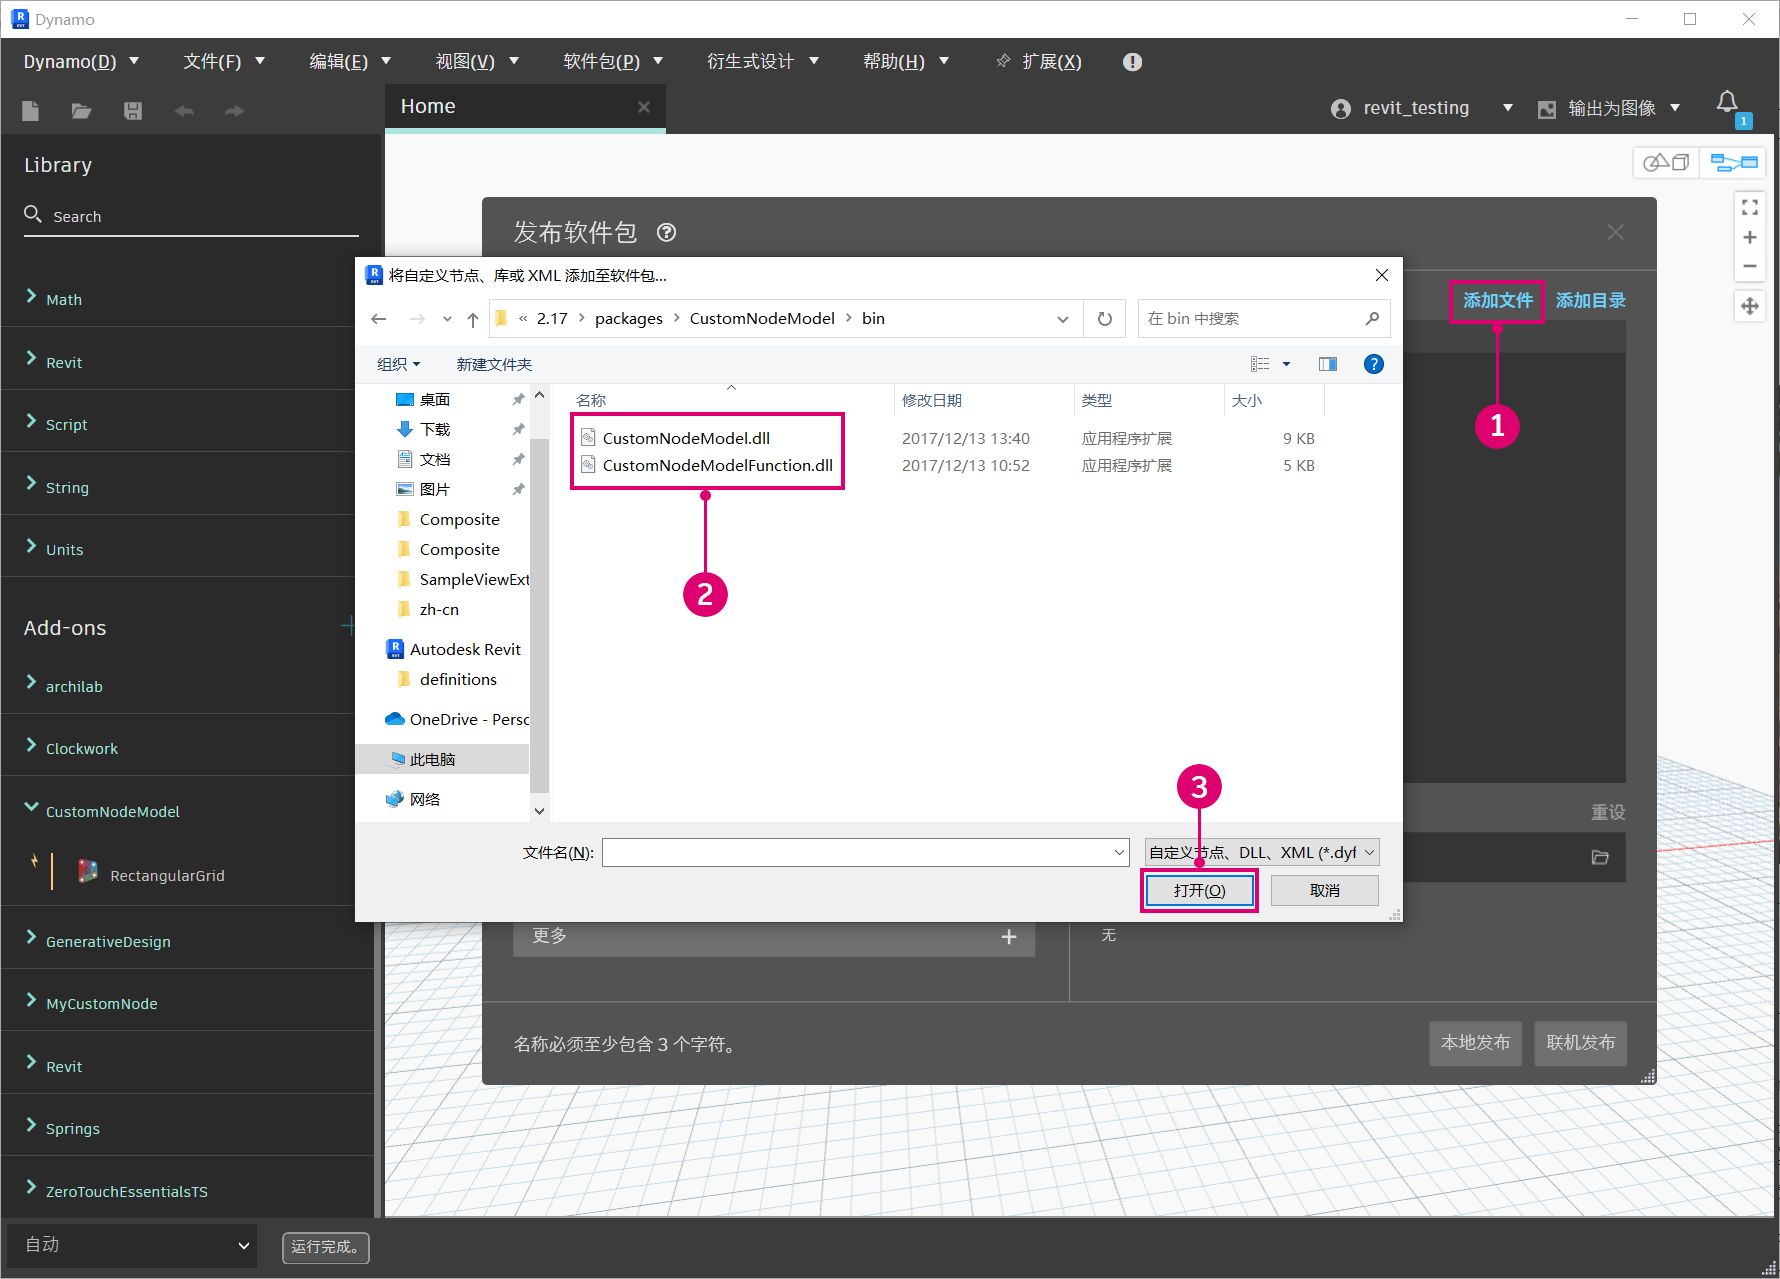 Dynamo
Dynamo(D) 文件(F) 编辑(E) 视图(V) 软件包(P) 衍生式设计 帮助(H) 扩展(X)
Home
revit_testing
输出为图像
1
Library
Search
Math
Revit
Script
String
Units
Add-ons
archilab
Clockwork
CustomNodeModel
RectangularGrid
GenerativeDesign
MyCustomNode
Revit
Springs
ZeroTouchEssentialsTS
自动
运行完成。
发布软件包
添加文件 添加目录
1
将自定义节点、库或 XML 添加至软件包...
« 2.17 > packages > CustomNodeModel > bin
在 bin 中搜索
组织 新建文件夹
桌面
下载
文档
图片
Composite
Composite
SampleViewExt
zh-cn
Autodesk Revit
definitions
OneDrive - Perso
此电脑
网络
名称 修改日期 类型 大小
CustomNodeModel.dll 2017/12/13 13:40 应用程序扩展 9 KB
CustomNodeModelFunction.dll 2017/12/13 10:52 应用程序扩展 5 KB
2
3
文件名(N):
自定义节点、DLL、XML (*.dyf
打开(O) 取消
重设
更多
无
名称必须至少包含 3 个字符。
本地发布 联机发布